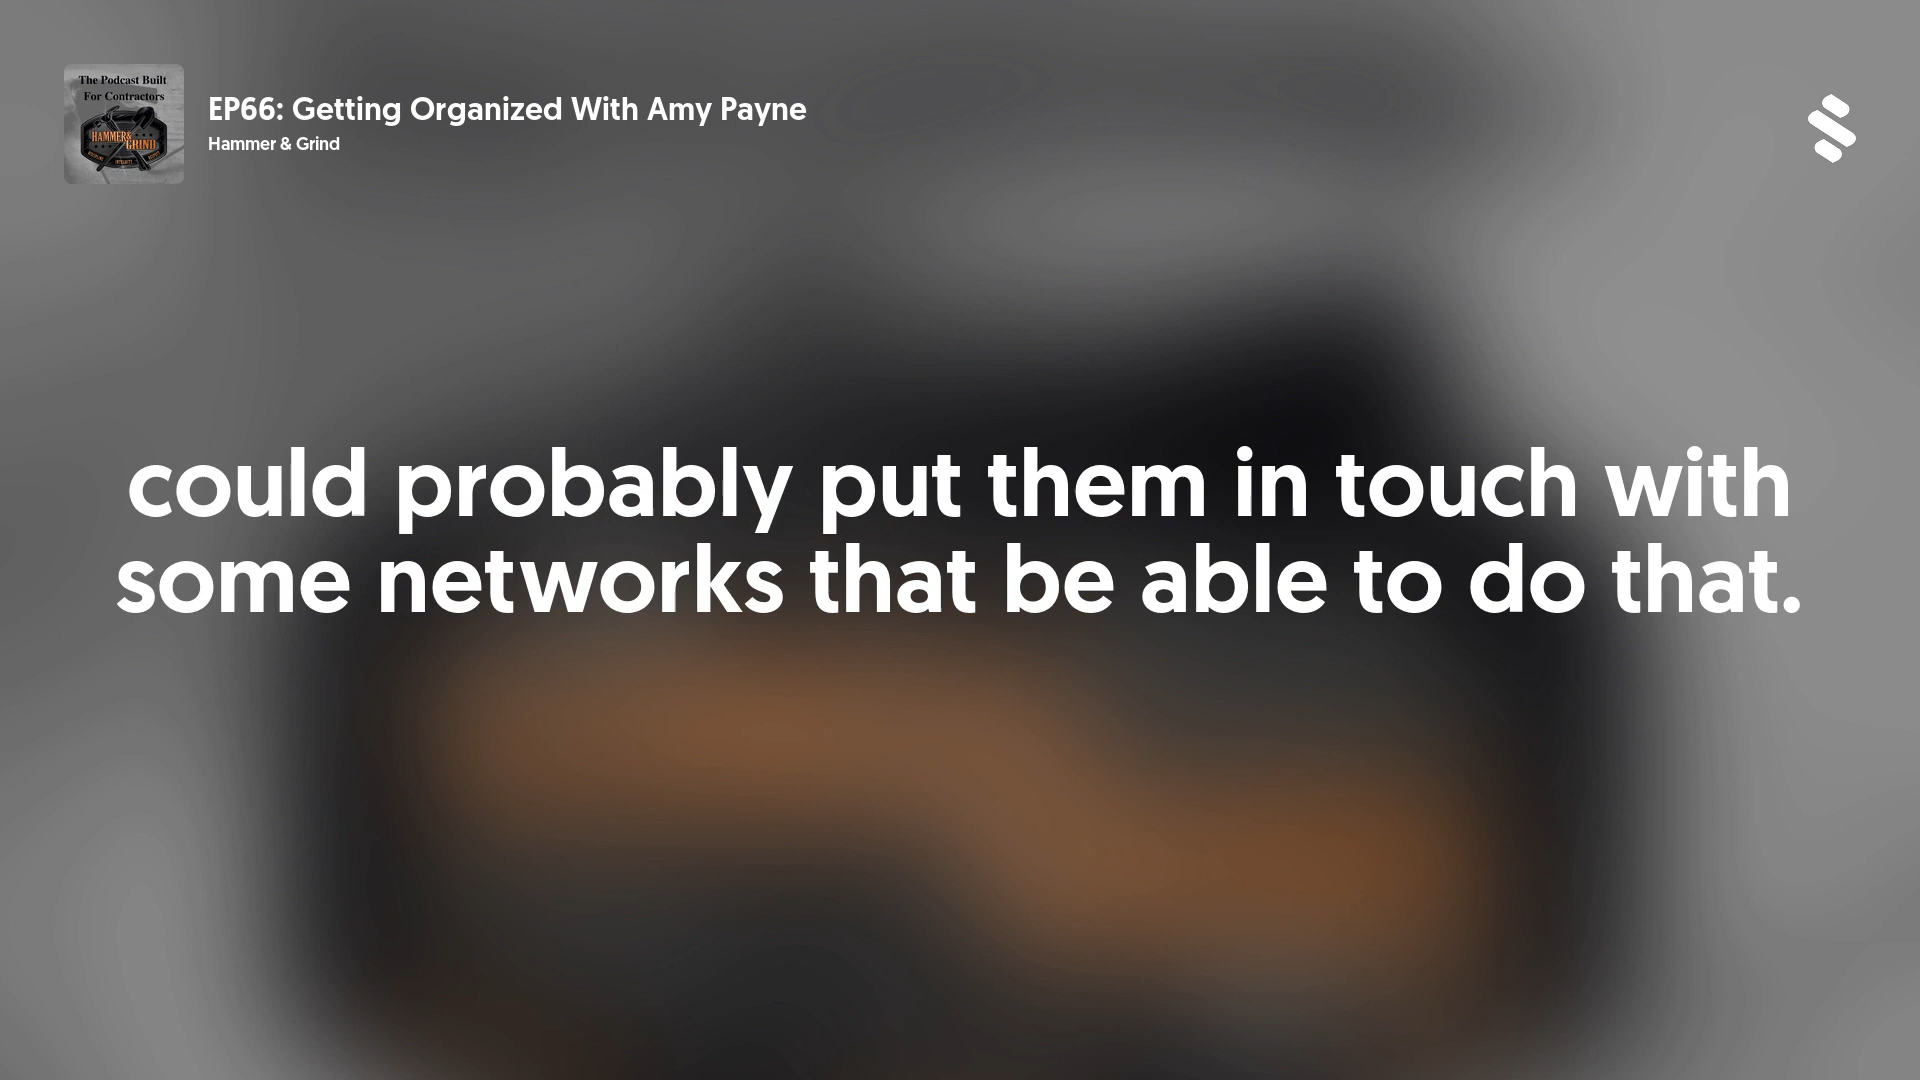 The Podcast Built
For Contractors
HAMMER&
GRIND
EP66: Getting Organized With Amy Payne
Hammer & Grind
could probably put them in touch with
some networks that be able to do that.